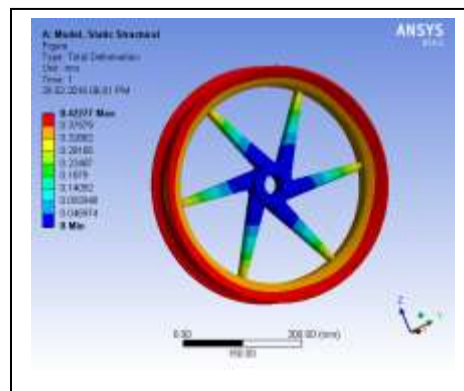 A: Model, Static Structural
Figure
Type: Total Deformation
Unit: mm
Time: 1
0.42277 Max
0.37579
0.32882
0.28185
0.23487
0.1879
0.14092
0.093948
0.046974
0 Min
ANSYS
0.00
300.00 (mm)
150.00
Z
Y